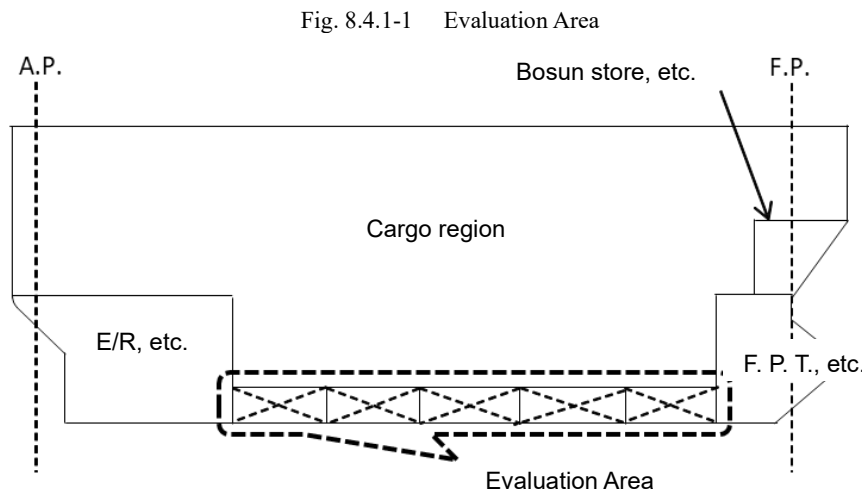 Fig. 8.4.1-1 Evaluation Area
A.P.
Bosun store, etc.
F.P.
Cargo region
E/R, etc.
F. P. T., etc.
Evaluation Area